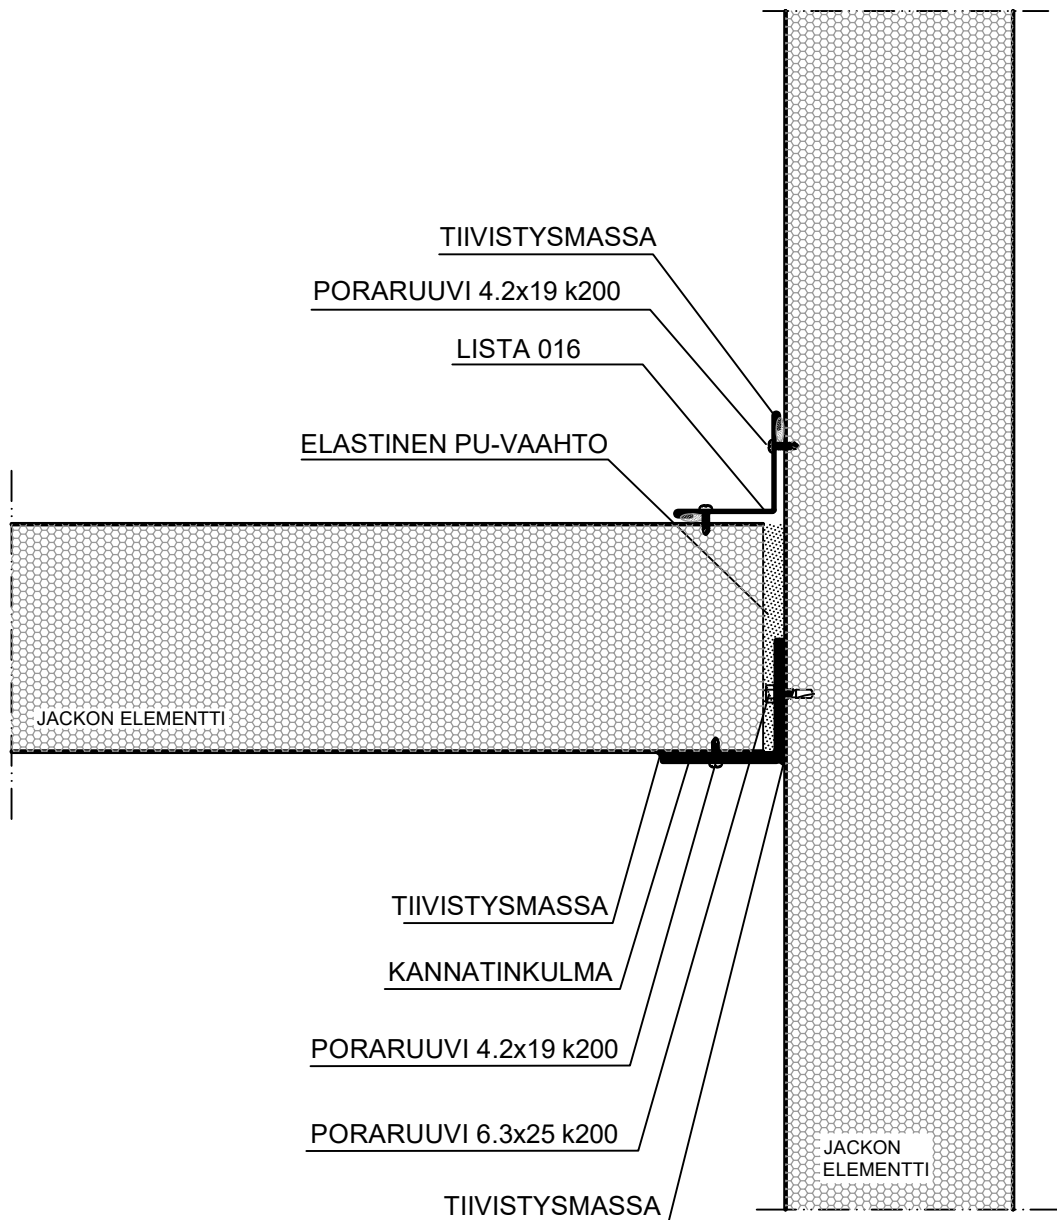 TIIVISTYSMASSA
PORARUUVI 4.2x19 k200
LISTA 016
ELASTINEN PU-VAAHTO
JACKON ELEMENTTI
TIIVISTYSMASSA
KANNATINKULMA
PORARUUVI 4.2x19 k200
PORARUUVI 6.3x25 k200
JACKON
ELEMENTTI
TIIVISTYSMASSA